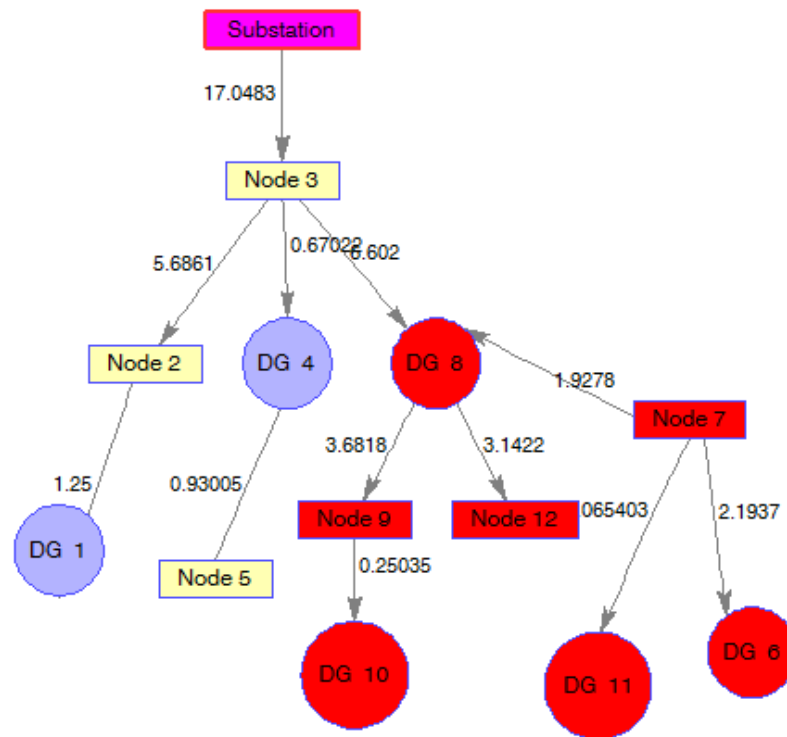 Substation
17.0483
Node 3
5.6861
0.67022
6.602
Node 2
DG 4
DG 8
1.9278
Node 7
1.25
0.93005
3.6818
3.1422
065403
2.1937
DG 1
Node 5
Node 9
Node 12
0.25035
DG 10
DG 11
DG 6